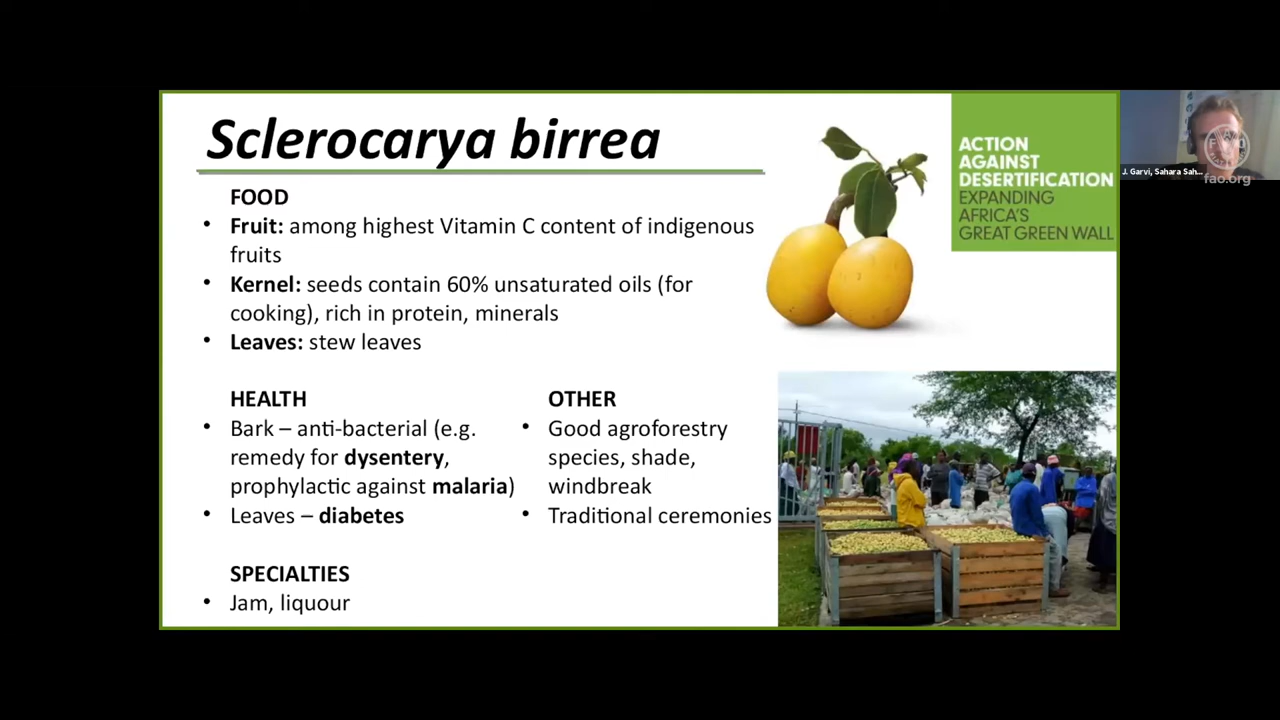 Sclerocarya birrea
FOOD
• Fruit: among highest Vitamin C content of indigenous
fruits
• Kernel: seeds contain 60% unsaturated oils (for
cooking), rich in protein, minerals
• Leaves: stew leaves
HEALTH
• Bark – anti-bacterial (e.g.
remedy for dysentery,
prophylactic against malaria)
• Leaves – diabetes
OTHER
• Good agroforestry
species, shade,
windbreak
• Traditional ceremonies
SPECIALTIES
• Jam, liquour
ACTION
AGAINST
DESERTIFICATION
EXPANDING
AFRICA'S
GREAT GREEN WALL
J. Garvi, Sahara Sah...
fao.org